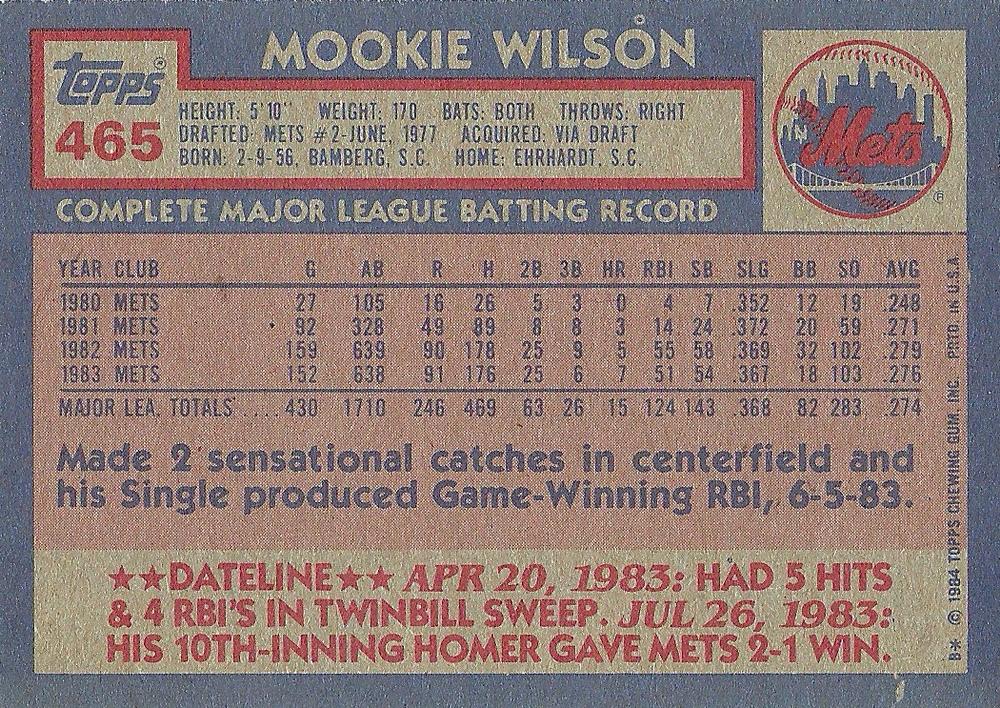 MOOKIE WILSON
Topps®
465
HEIGHT: 5'10" WEIGHT: 170 BATS: BOTH THROWS: RIGHT
DRAFTED: METS #2-JUNE, 1977 ACQUIRED: VIA DRAFT
BORN: 2-9-56, BAMBERG, S.C. HOME: EHRHARDT, S.C.
Mets
NY
®
COMPLETE MAJOR LEAGUE BATTING RECORD
YEAR CLUB G AB R H 2B 3B HR RBI SB SLG BB SO AVG
1980 METS 27 105 16 26 5 3 0 4 7 .352 12 19 .248
1981 METS 92 328 49 89 8 8 3 14 24 .372 20 59 .271
1982 METS 159 639 90 178 25 9 5 55 58 .369 32 102 .279
1983 METS 152 638 91 176 25 6 7 51 54 .367 18 103 .276
MAJOR LEA. TOTALS .... 430 1710 246 469 63 26 15 124 143 .368 82 283 .274
Made 2 sensational catches in centerfield and
his Single produced Game-Winning RBI, 6-5-83.
★★DATELINE★★ APR 20, 1983: HAD 5 HITS
& 4 RBI'S IN TWINBILL SWEEP. JUL 26, 1983:
HIS 10TH-INNING HOMER GAVE METS 2-1 WIN.
B* © 1984 TOPPS CHEWING GUM, INC. PRTD. IN U.S.A.